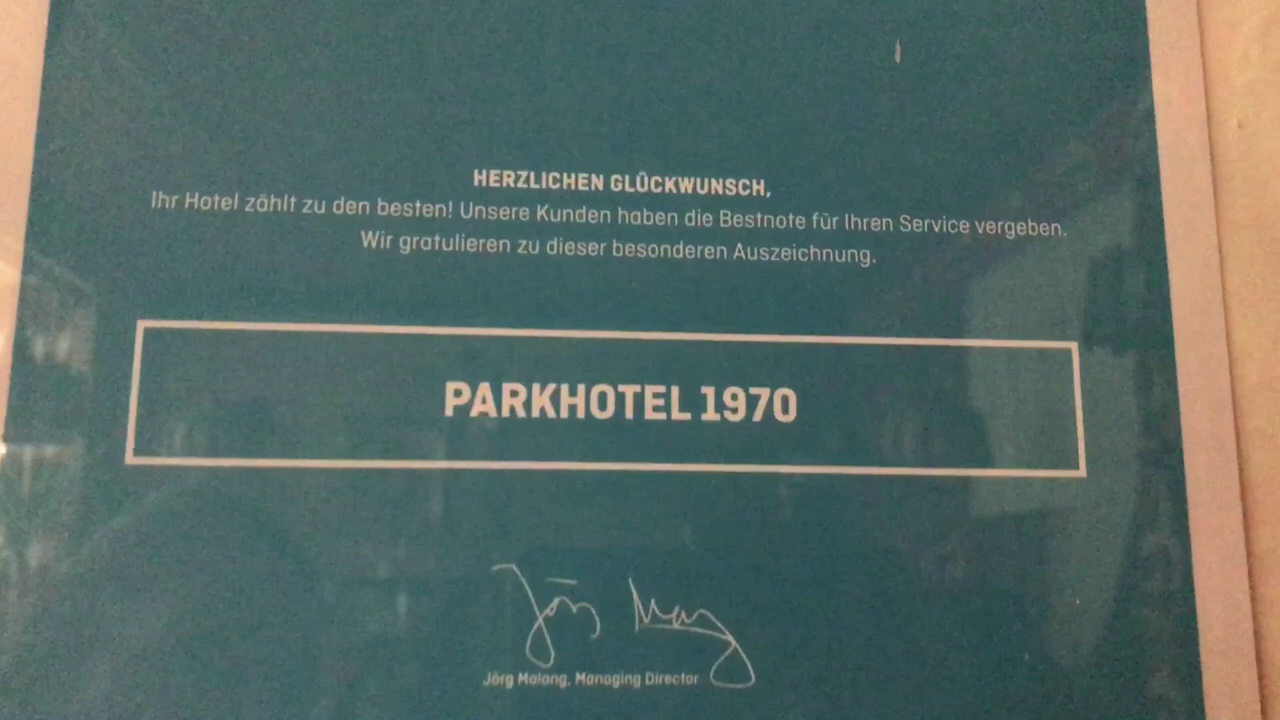 HERZLICHEN GLÜCKWUNSCH,
Ihr Hotel zählt zu den besten! Unsere Kunden haben die Bestnote für Ihren Service vergeben.
Wir gratulieren zu dieser besonderen Auszeichnung.
PARKHOTEL 1970
Jörg Malang, Managing Director